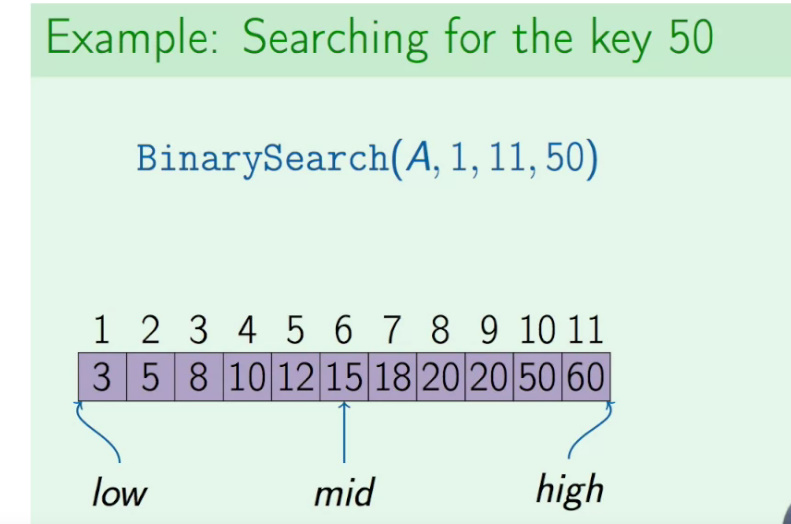 Example: Searching for the key 50
BinarySearch(A, 1, 11, 50)
1 2 3 4 5 6 7 8 9 10 11
3 5 8 10 12 15 18 20 20 50 60
low mid high